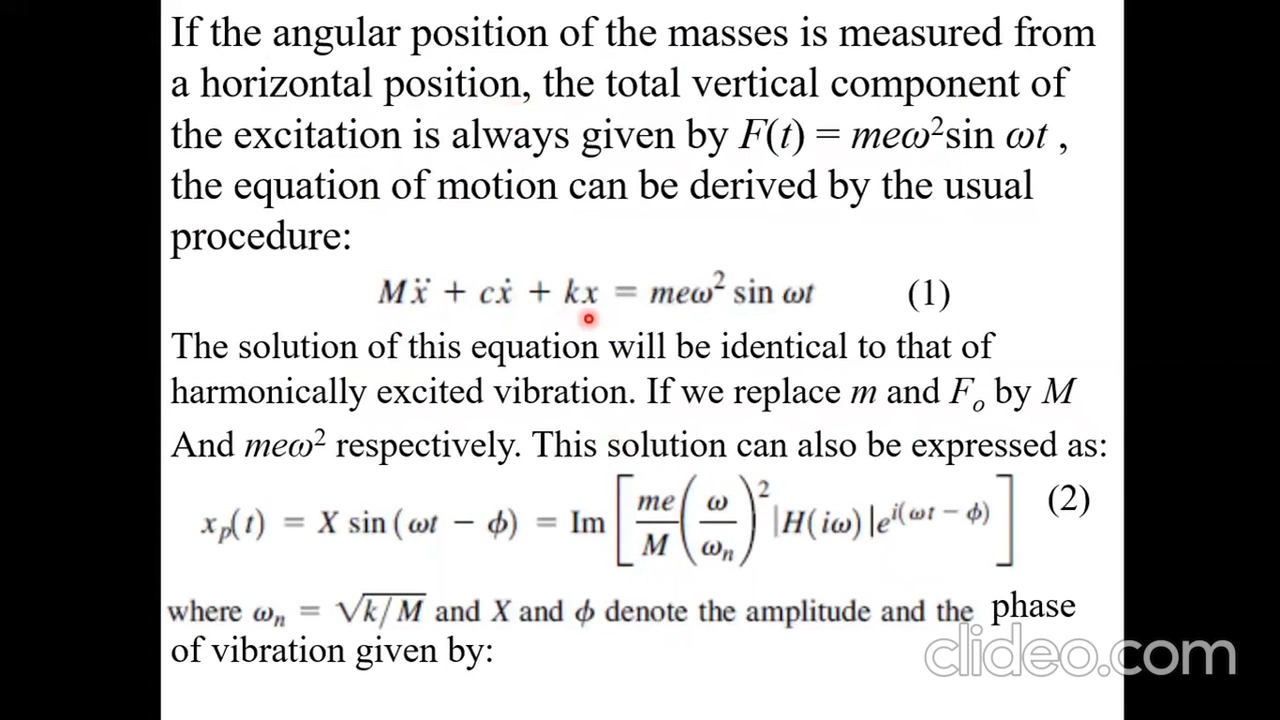 If the angular position of the masses is measured from
a horizontal position, the total vertical component of
the excitation is always given by F(t) = meω²sin ωt ,
the equation of motion can be derived by the usual
procedure:
Mẍ + cẋ + kx = meω² sin ωt (1)
The solution of this equation will be identical to that of
harmonically excited vibration. If we replace m and Fₒ by M
And meω² respectively. This solution can also be expressed as:
xₚ(t) = X sin (ωt − ϕ) = Im [ me/M (ω/ωₙ)² |H(iω)|e^{i(ωt − ϕ)} ] (2)
where ωₙ = √k/M and X and ϕ denote the amplitude and the phase
of vibration given by:
clideo.com